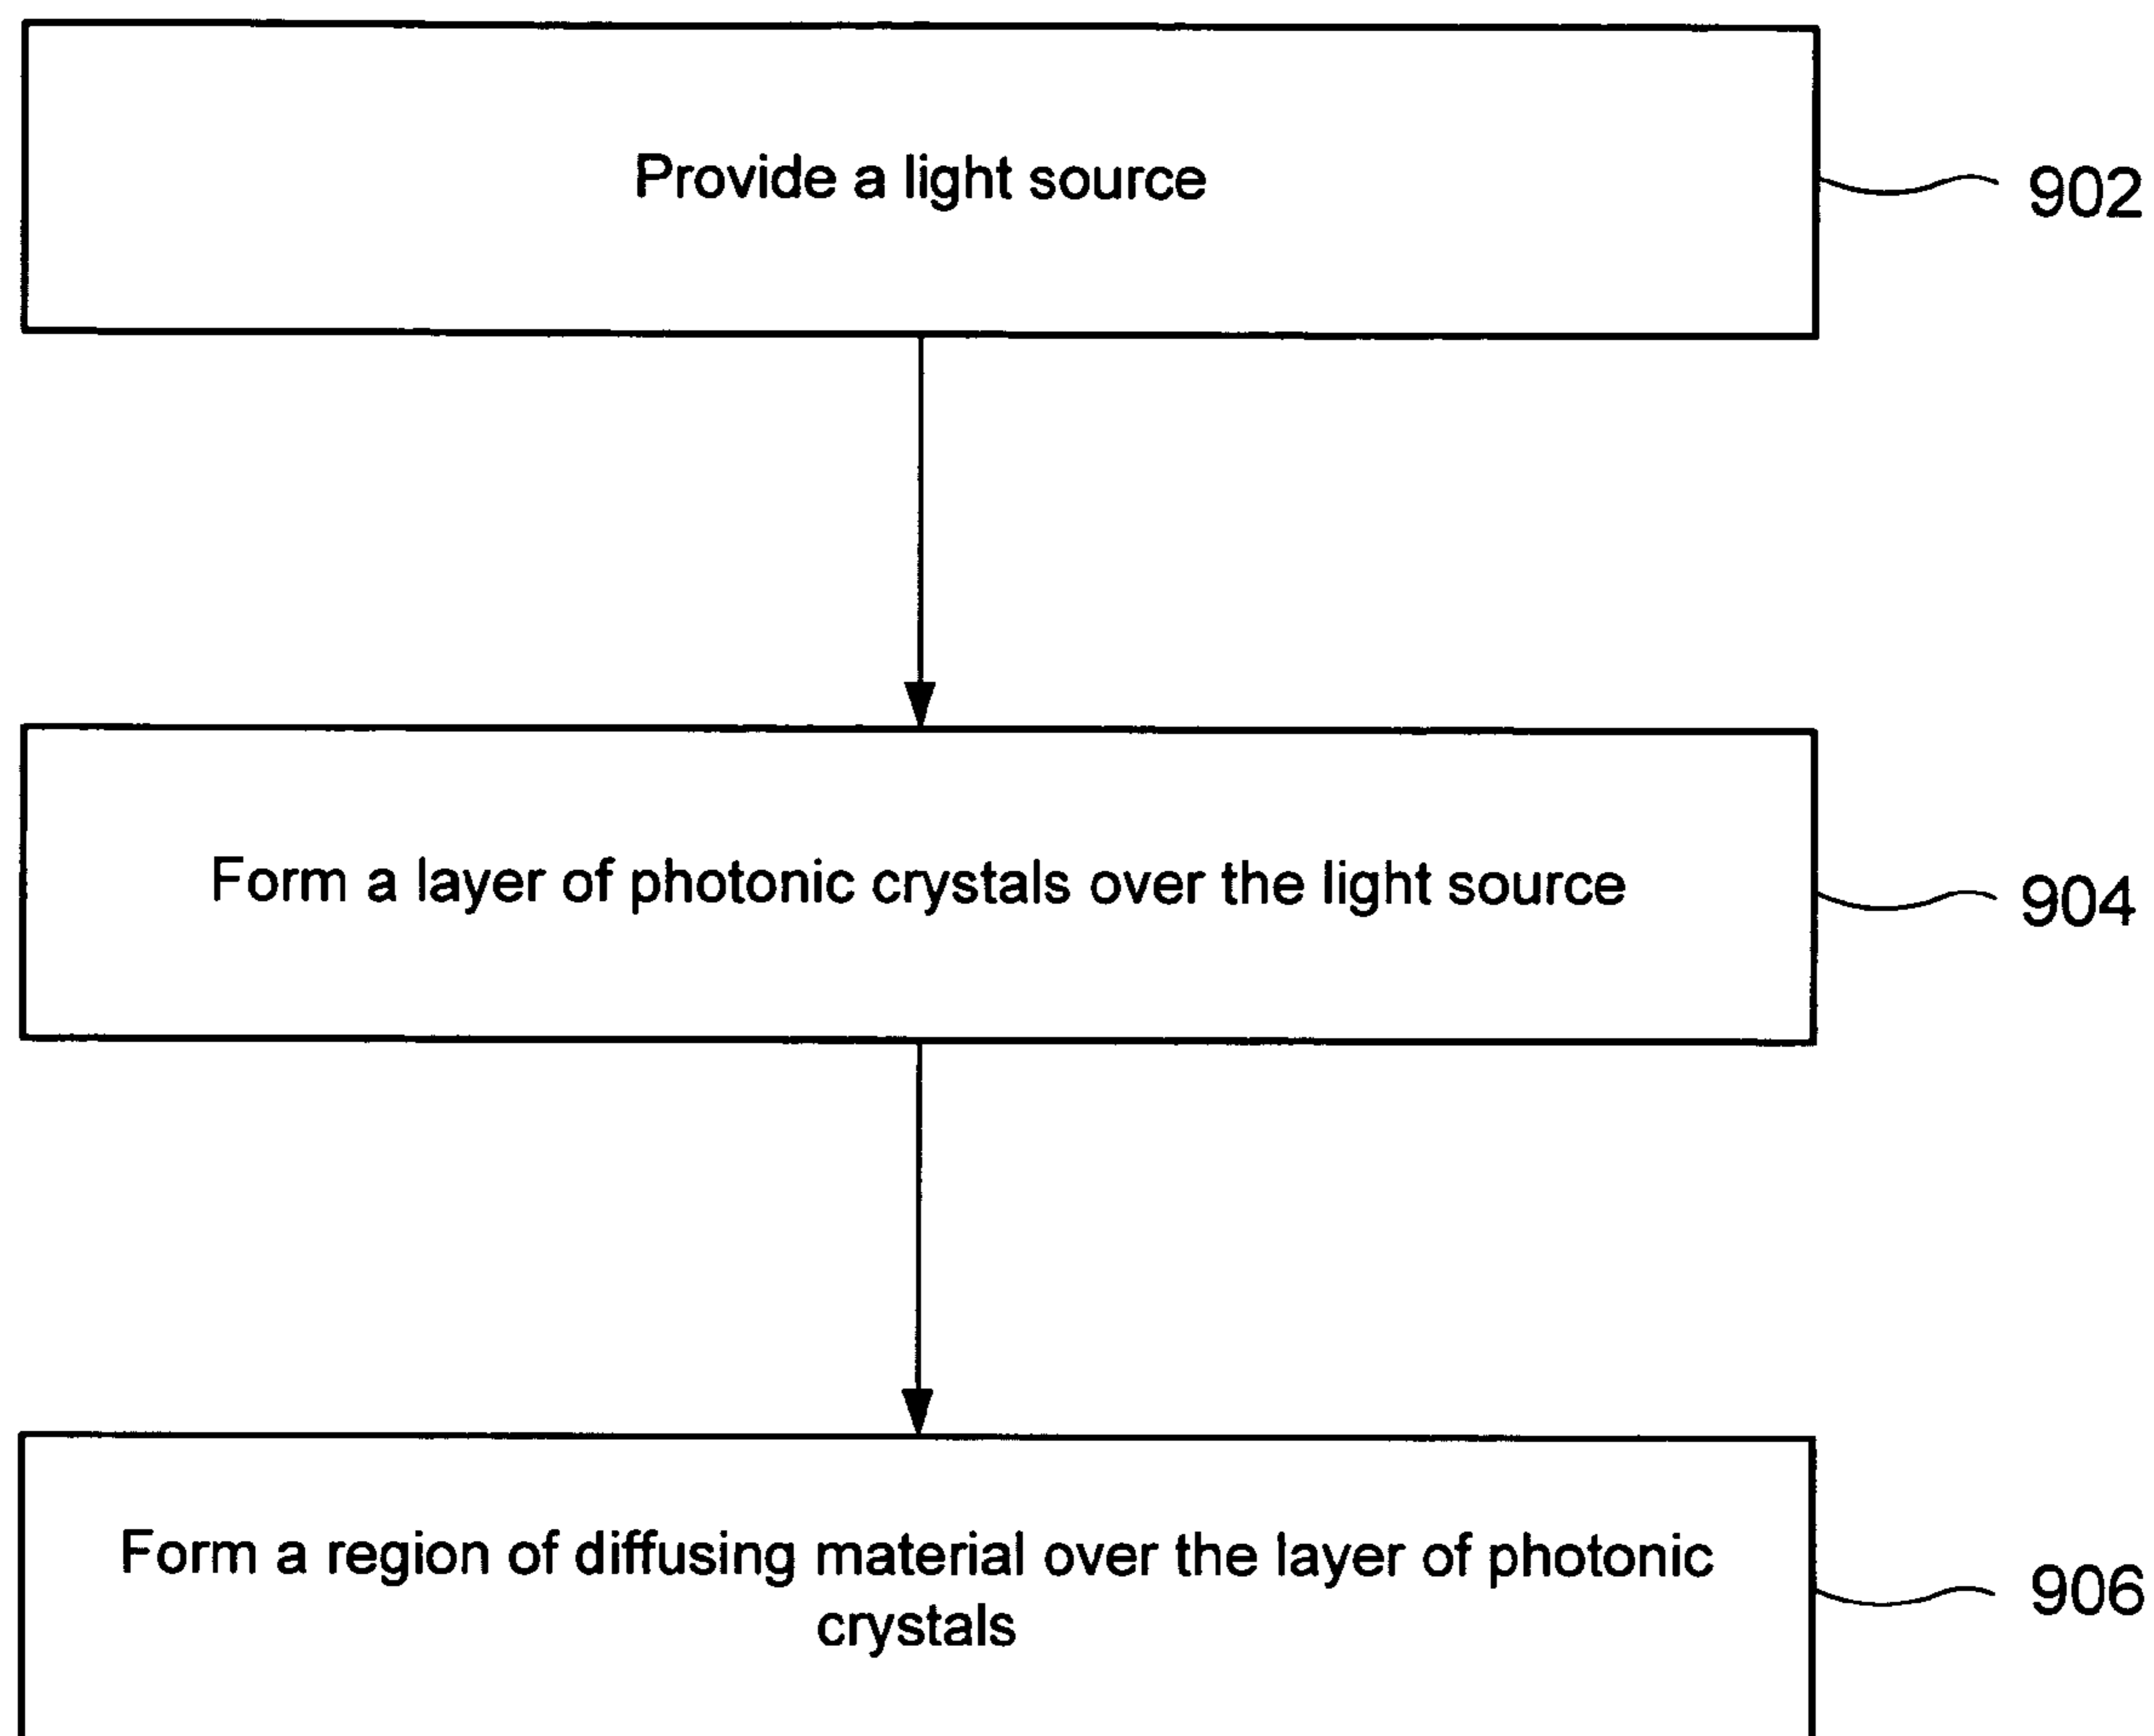 Provide a light source
902
Form a layer of photonic crystals over the light source
904
Form a region of diffusing material over the layer of photonic
crystals
906